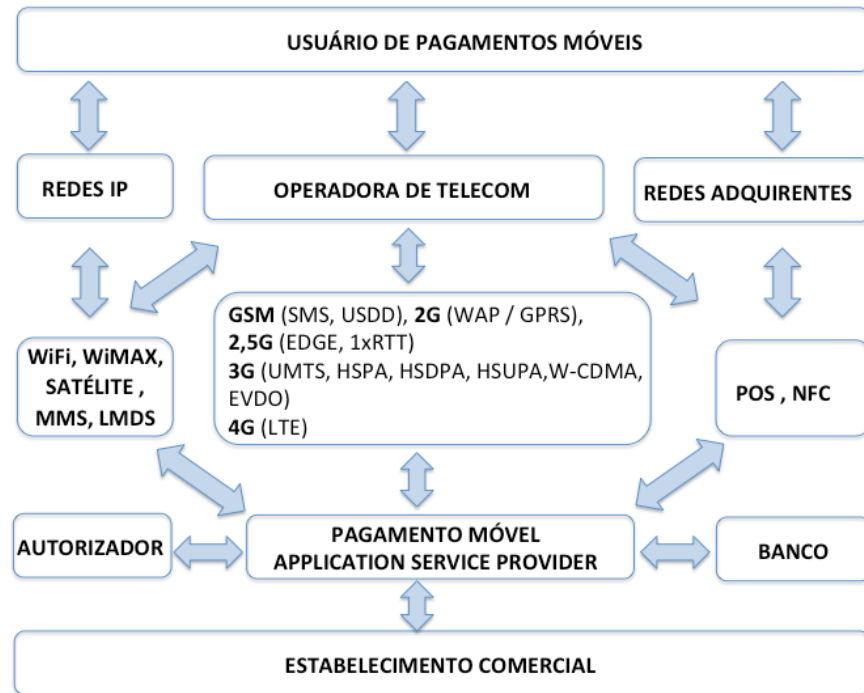 USUÁRIO DE PAGAMENTOS MÓVEIS
REDES IP
OPERADORA DE TELECOM
REDES ADQUIRENTES
WiFi, WiMAX,
SATÉLITE ,
MMS, LMDS
GSM (SMS, USDD), 2G (WAP / GPRS),
2,5G (EDGE, 1xRTT)
3G (UMTS, HSPA, HSDPA, HSUPA,W-CDMA,
EVDO)
4G (LTE)
POS , NFC
AUTORIZADOR
PAGAMENTO MÓVEL
APPLICATION SERVICE PROVIDER
BANCO
ESTABELECIMENTO COMERCIAL